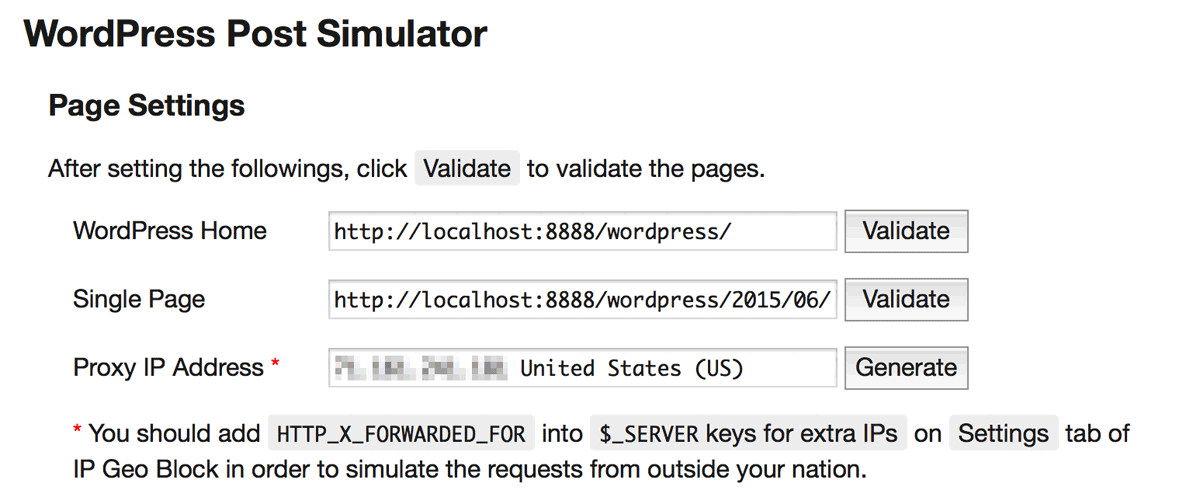 WordPress Post Simulator
Page Settings
After setting the followings, click Validate to validate the pages.
WordPress Home http://localhost:8888/wordpress/ Validate
Single Page http://localhost:8888/wordpress/2015/06/ Validate
Proxy IP Address * United States (US) Generate
* You should add HTTP_X_FORWARDED_FOR into $_SERVER keys for extra IPs on Settings tab of
IP Geo Block in order to simulate the requests from outside your nation.